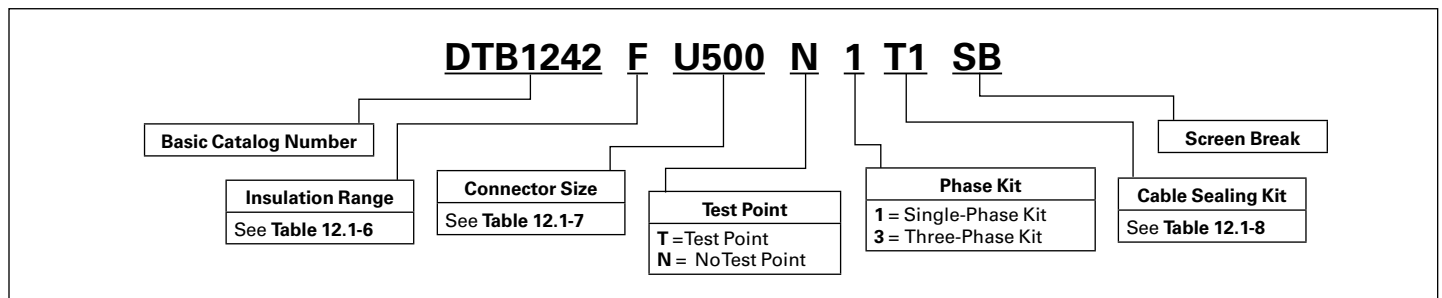 DTB1242 F U500 N 1 T1 SB
Basic Catalog Number
Screen Break
Insulation Range
See Table 12.1-6
Connector Size
See Table 12.1-7
Test Point
T =Test Point
N = NoTest Point
Phase Kit
1 = Single-Phase Kit
3 = Three-Phase Kit
Cable Sealing Kit
See Table 12.1-8